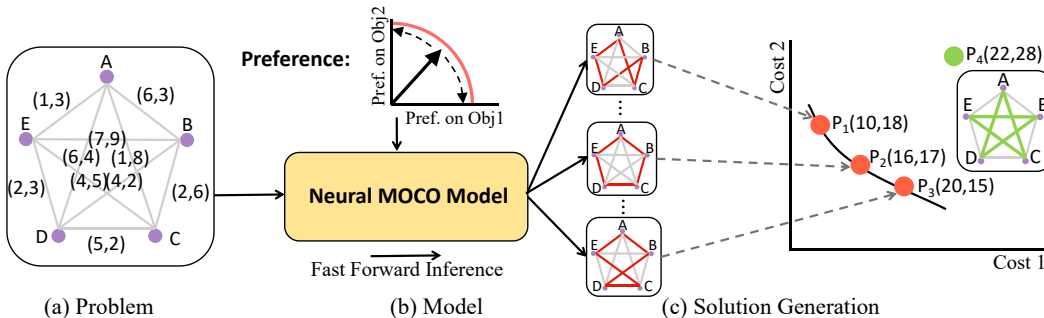 A
(1,3)
(6,3)
E
B
(7,9)
(6,4)
(1,8)
(2,3)
(4,5)
(4,2)
(2,6)
D
C
(5,2)
(a) Problem
Preference:
Pref. on Obj2
Pref. on Obj1
Neural MOCO Model
Fast Forward Inference
(b) Model
A
E
B
D
C
A
E
B
D
C
A
E
B
D
C
(c) Solution Generation
Cost 2
P4(22,28)
A
E
E
D
C
P1(10,18)
P2(16,17)
P3(20,15)
Cost 1